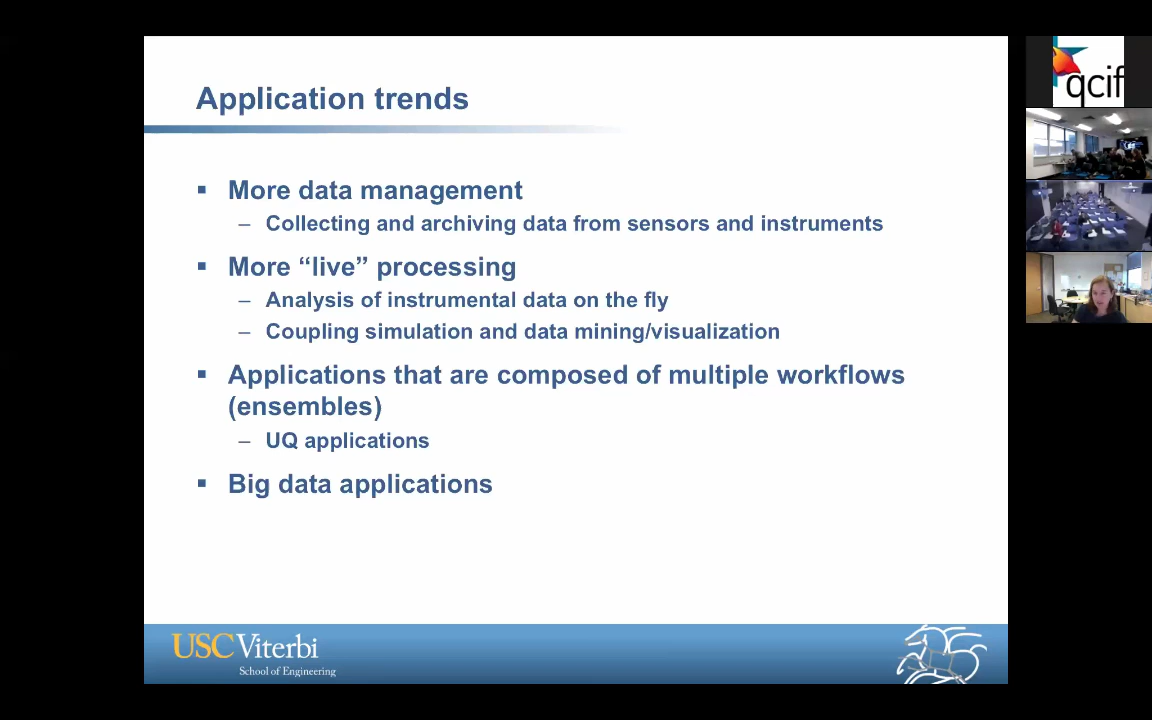 Application trends
▪ More data management
– Collecting and archiving data from sensors and instruments
▪ More “live” processing
– Analysis of instrumental data on the fly
– Coupling simulation and data mining/visualization
▪ Applications that are composed of multiple workflows
(ensembles)
– UQ applications
▪ Big data applications
USC Viterbi
School of Engineering
qcif